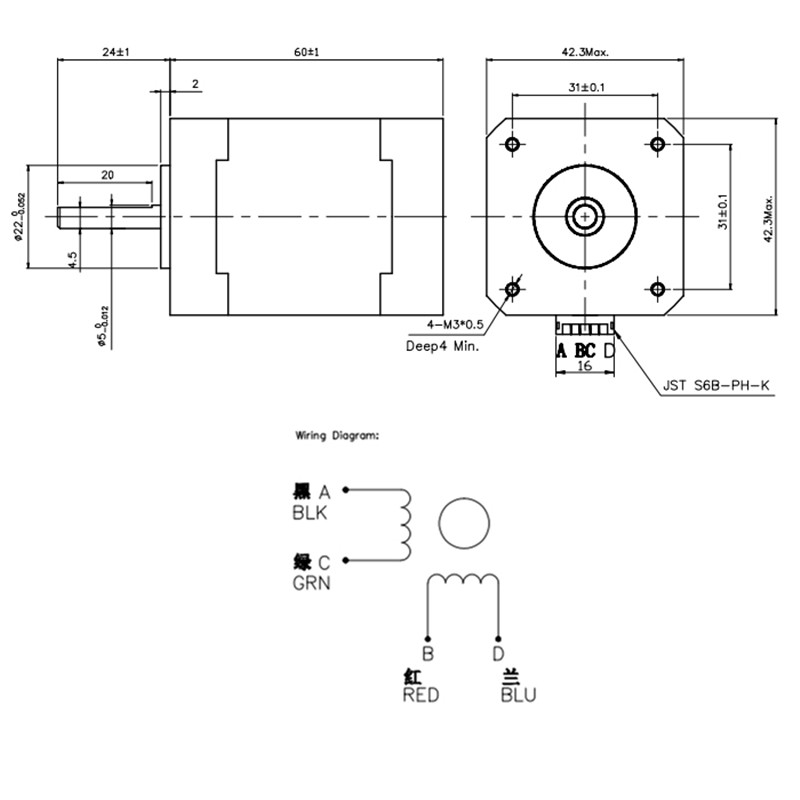 24±1
60±1
42.3Max.
2
31±0.1
20
ø22 0 -0.052
4.5
ø5 0 -0.012
31±0.1
42.3Max.
4-M3*0.5
Deep4 Min.
A BC D
16
JST S6B-PH-K
Wiring Diagram:
黑 A
BLK
绿 C
GRN
B D
红 兰
RED BLU